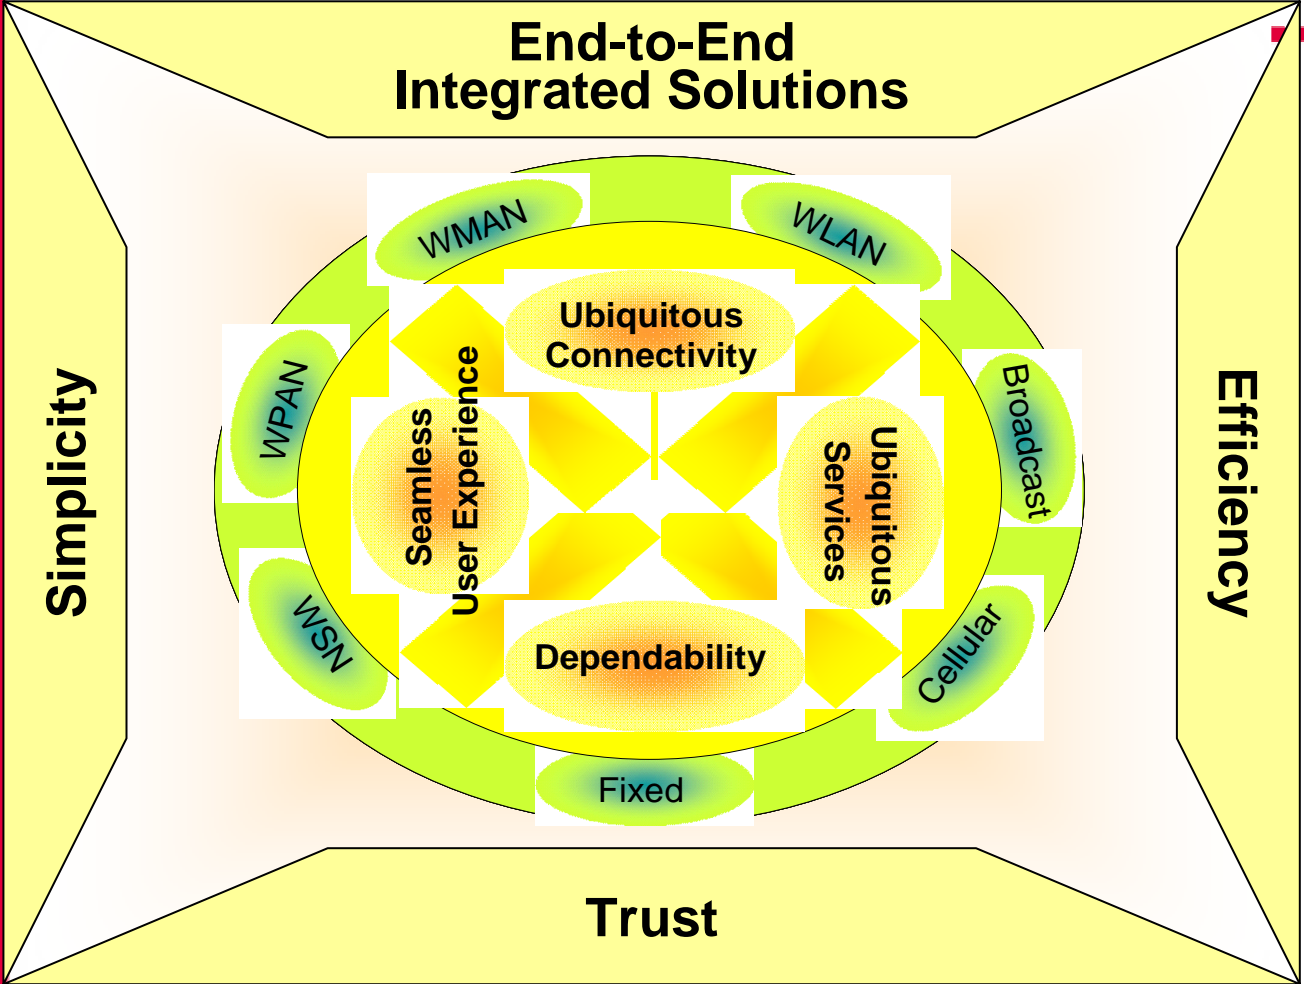 End-to-End
Integrated Solutions
WMAN
WLAN
Ubiquitous
Connectivity
WPAN
Broadcast
Simplicity
Seamless
User Experience
Ubiquitous
Services
Efficiency
WSN
Dependability
Cellular
Fixed
Trust